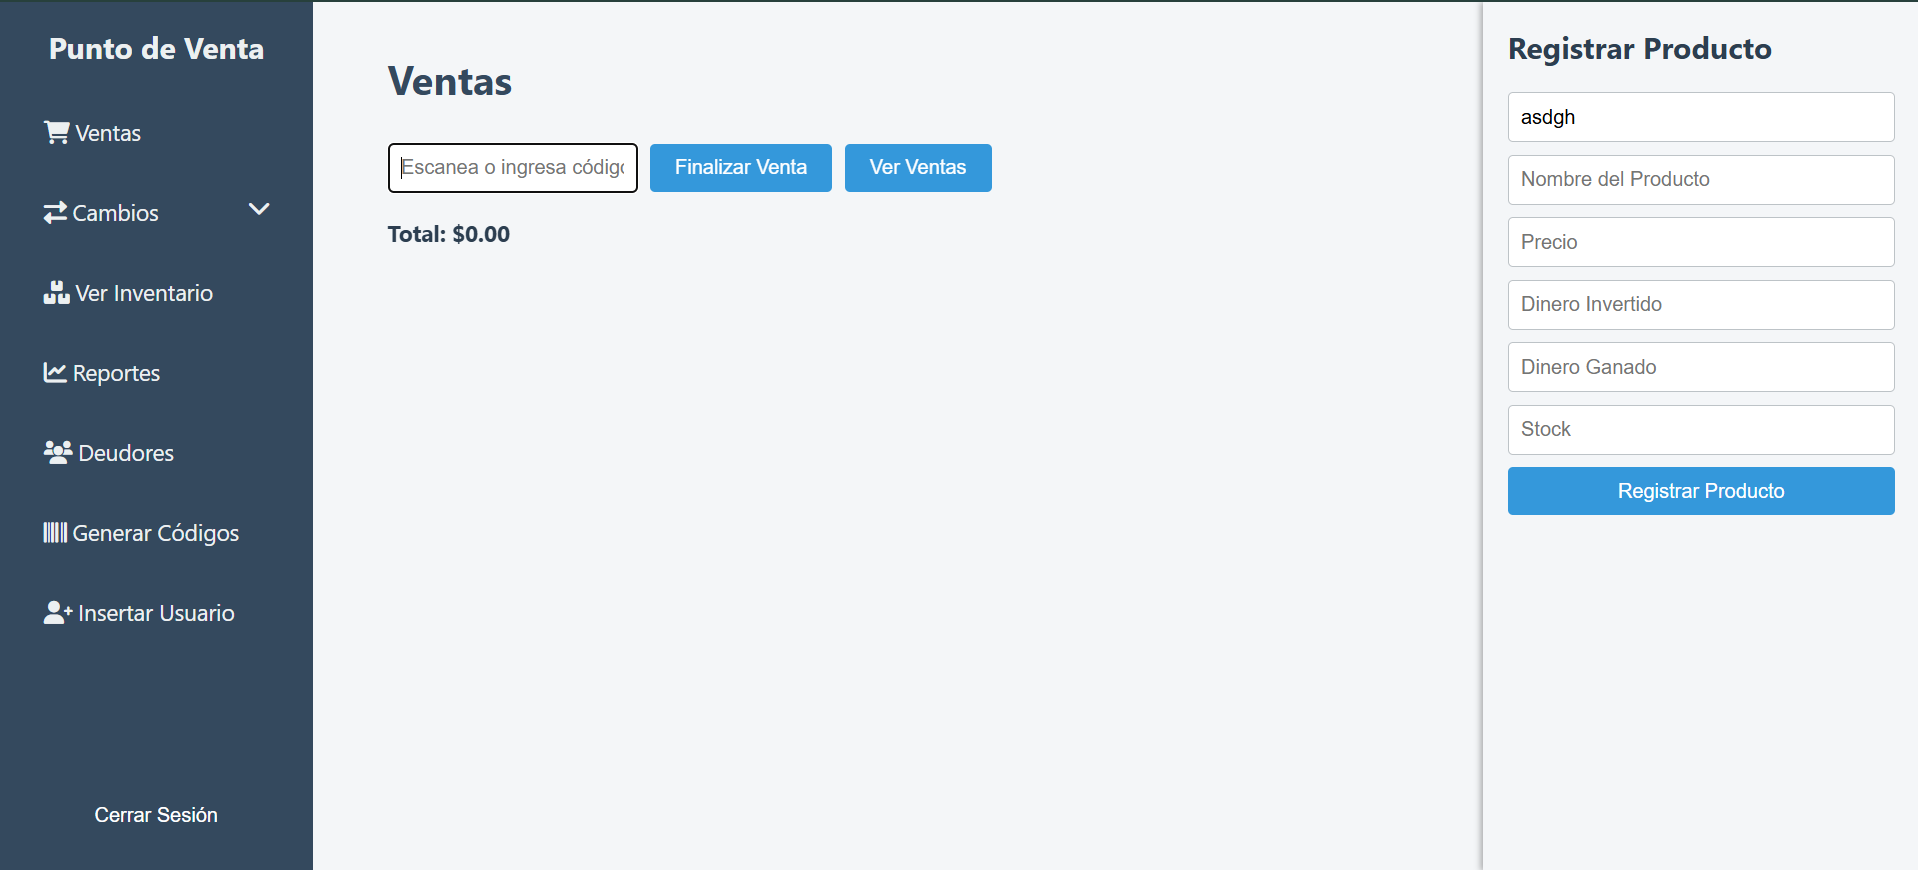 Punto de Venta
Ventas
Cambios
Ver Inventario
Reportes
Deudores
Generar Códigos
Insertar Usuario
Cerrar Sesión
Ventas
Escanea o ingresa código
Finalizar Venta
Ver Ventas
Total: $0.00
Registrar Producto
asdgh
Nombre del Producto
Precio
Dinero Invertido
Dinero Ganado
Stock
Registrar Producto